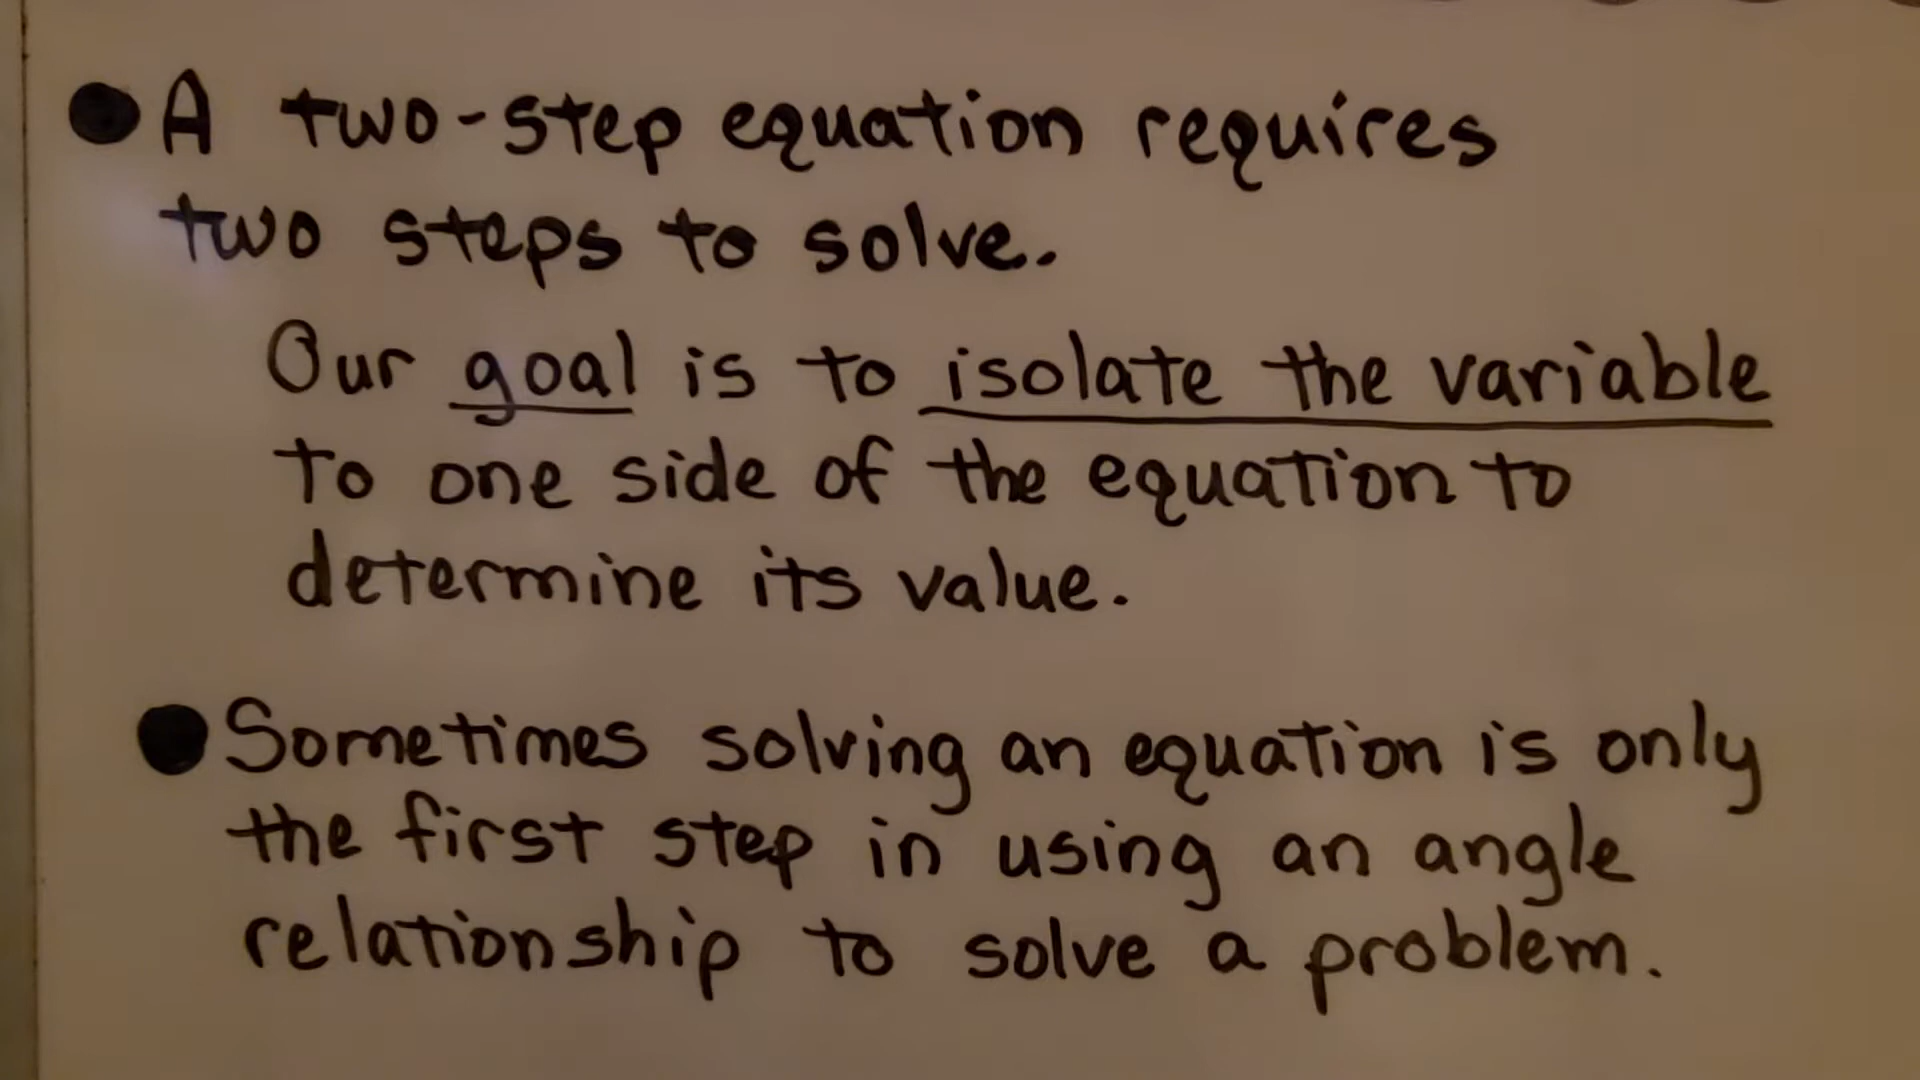 ● A two-step equation requires
two steps to solve.
Our goal is to isolate the variable
to one side of the equation to
determine its value.
● Sometimes solving an equation is only
the first step in using an angle
relationship to solve a problem.